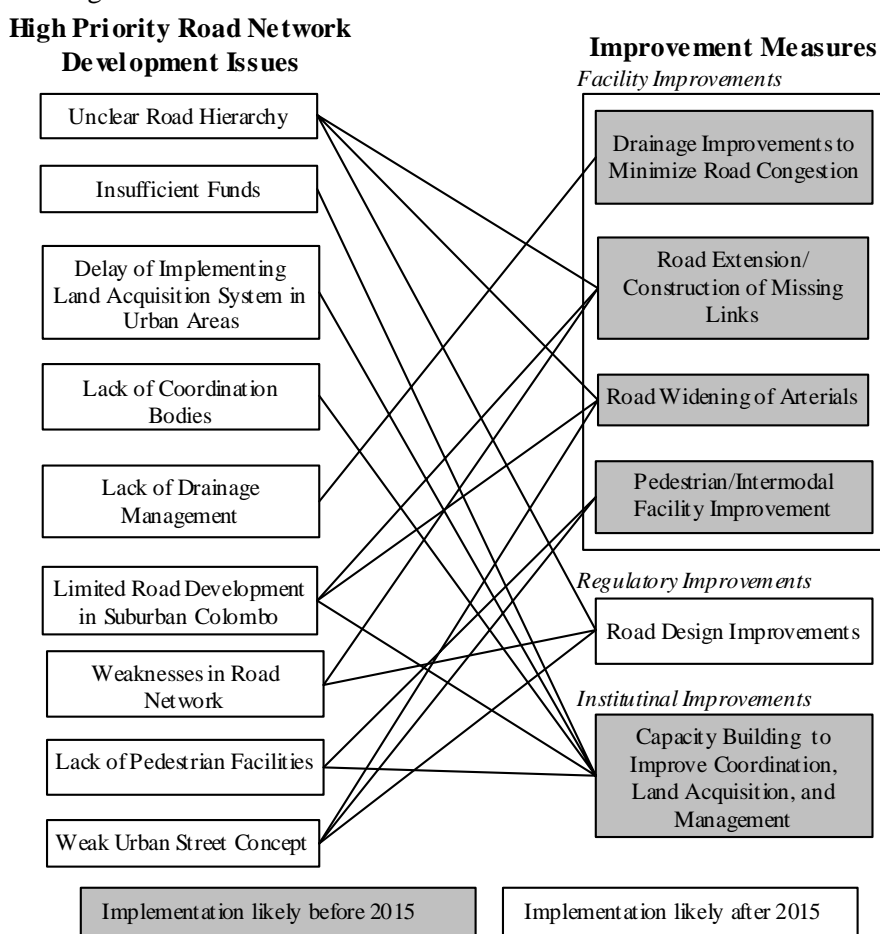 High Priority Road Network
Development Issues
Unclear Road Hierarchy
Insufficient Funds
Delay of Implementing
Land Acquisition System in
Urban Areas
Lack of Coordination
Bodies
Lack of Drainage
Management
Limited Road Development
in Suburban Colombo
Weaknesses in Road
Network
Lack of Pedestrian Facilities
Weak Urban Street Concept
Improvement Measures
Facility Improvements
Drainage Improvements to
Minimize Road Congestion
Road Extension/
Construction of Missing
Links
Road Widening of Arterials
Pedestrian/Intermodal
Facility Improvement
Regulatory Improvements
Road Design Improvements
Institutinal Improvements
Capacity Building to
Improve Coordination,
Land Acquisition, and
Management
Implementation likely before 2015
Implementation likely after 2015